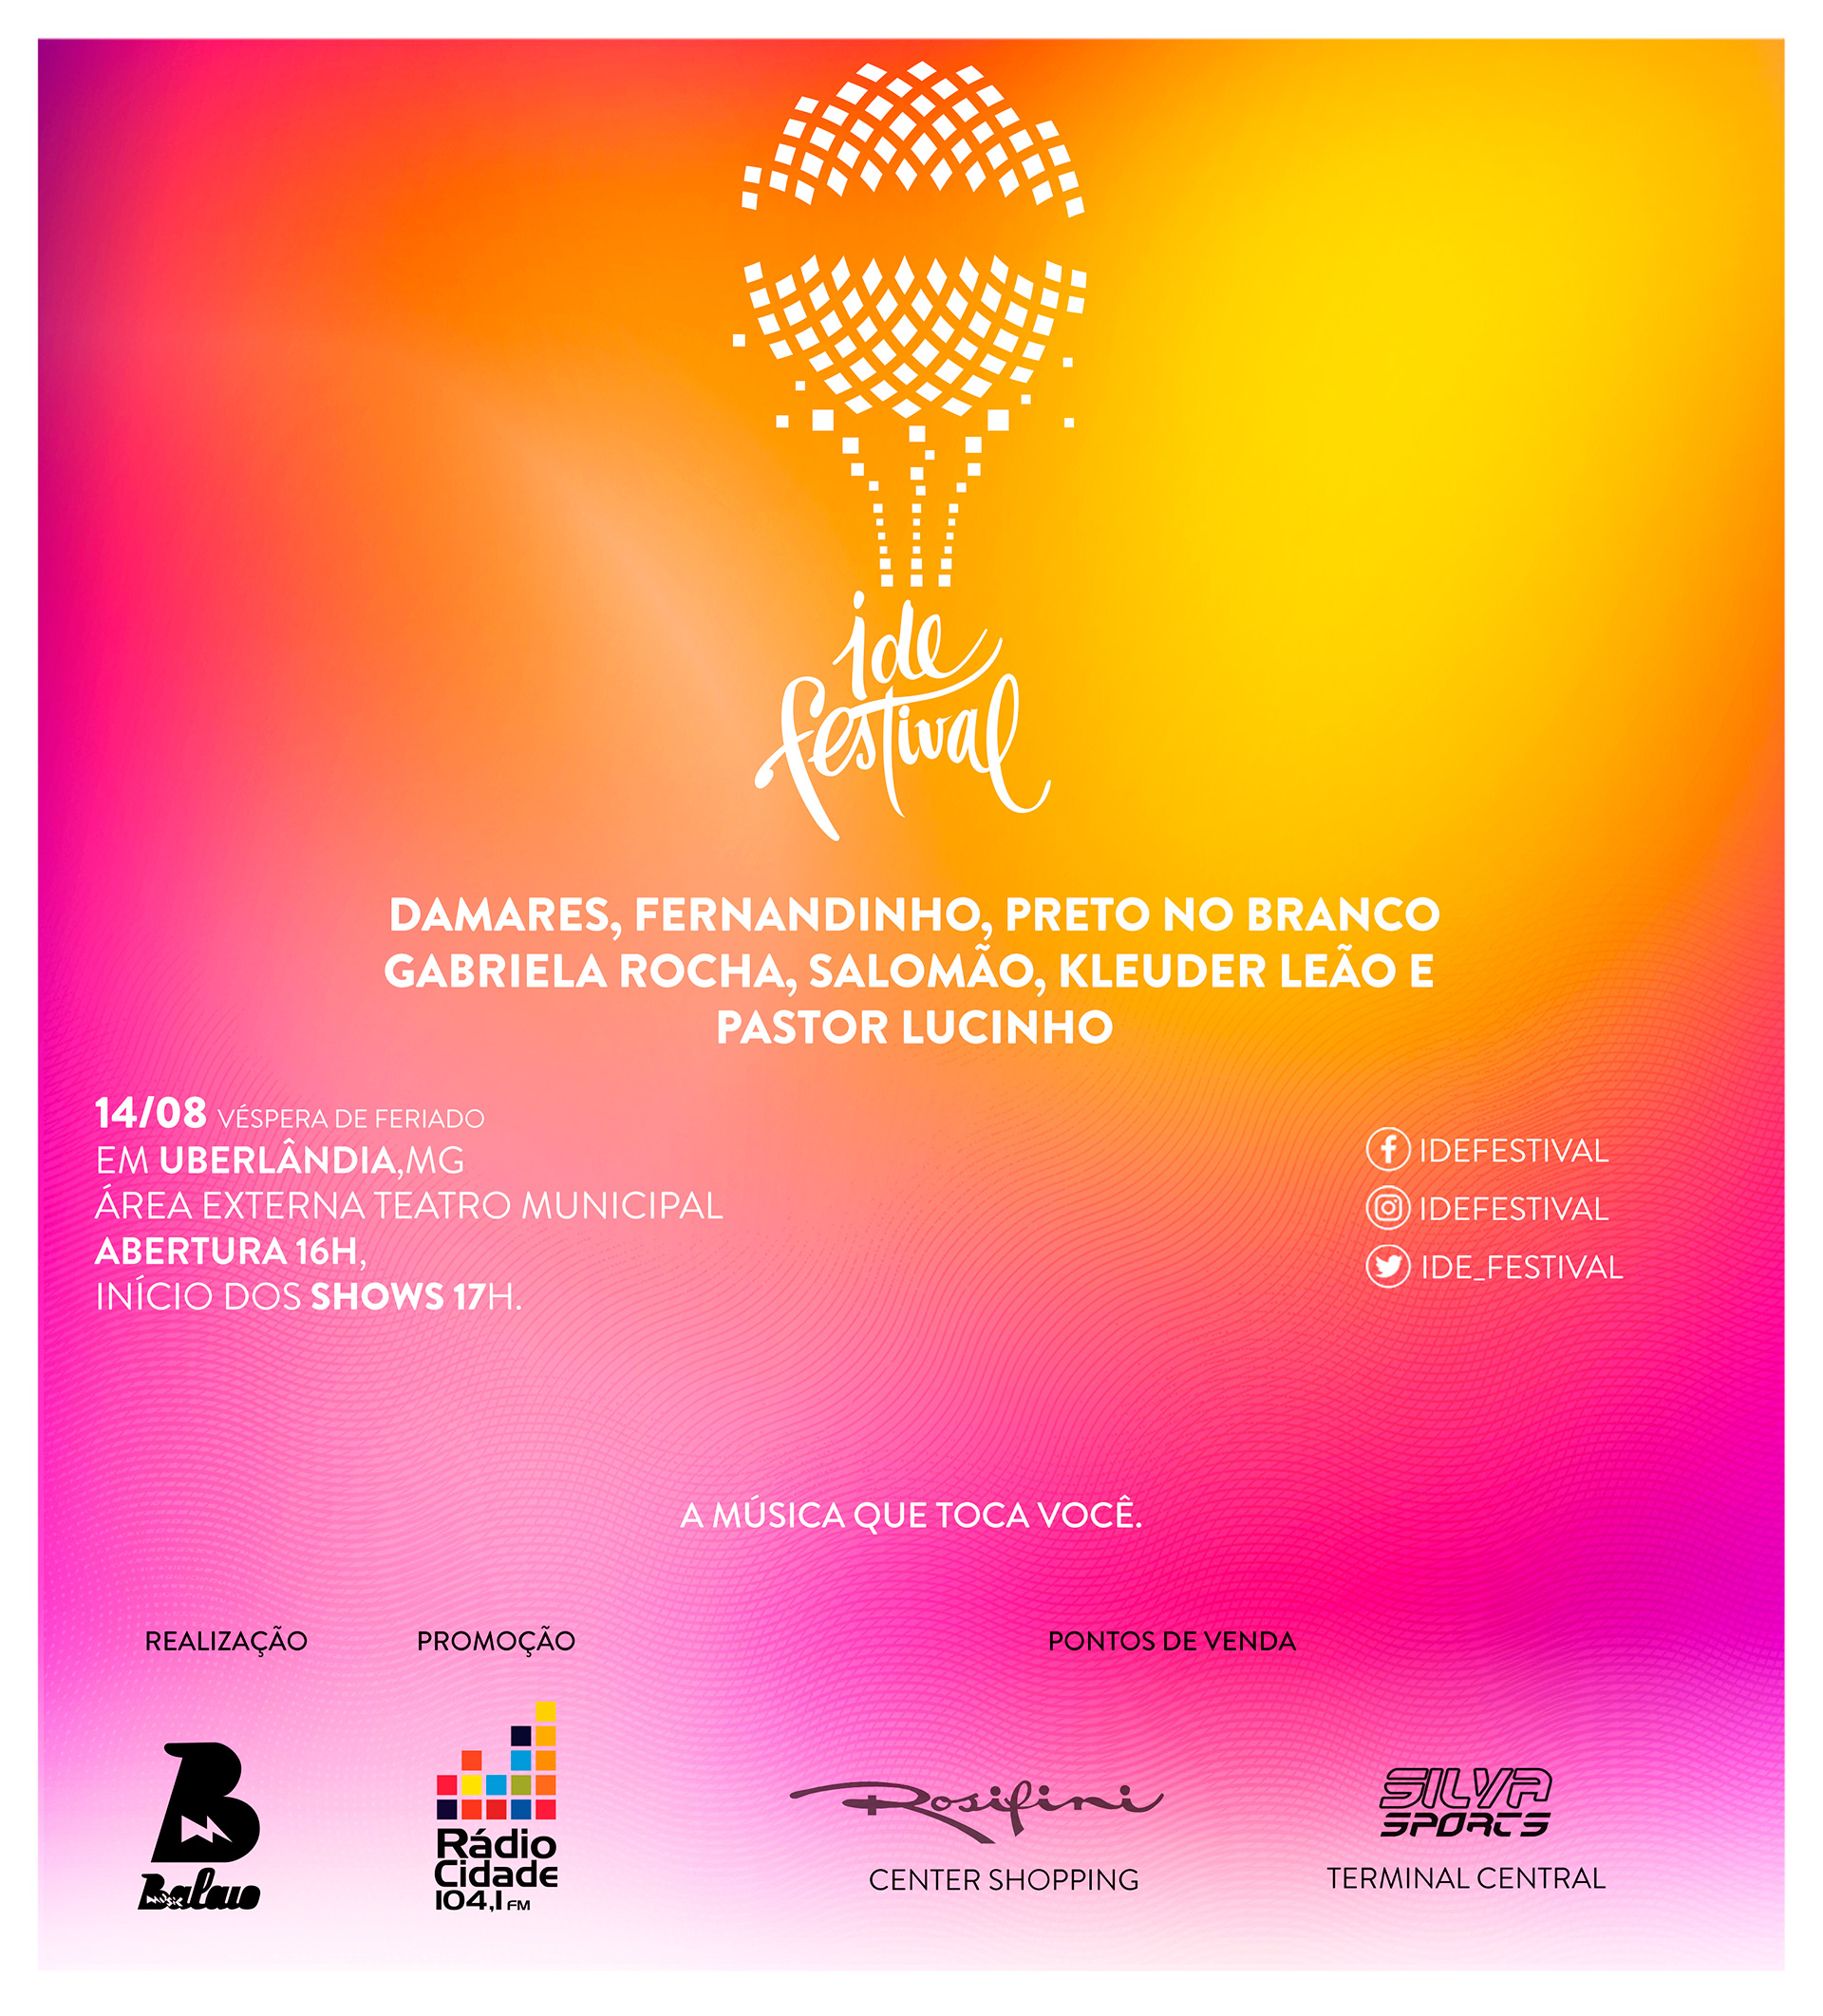 ide
festival
DAMARES, FERNANDINHO, PRETO NO BRANCO
GABRIELA ROCHA, SALOMÃO, KLEUDER LEÃO E
PASTOR LUCINHO
14/08 VÉSPERA DE FERIADO
EM UBERLÂNDIA,MG
ÁREA EXTERNA TEATRO MUNICIPAL
ABERTURA 16H,
INÍCIO DOS SHOWS 17H.
IDEFESTIVAL
IDEFESTIVAL
IDE_FESTIVAL
A MÚSICA QUE TOCA VOCÊ.
REALIZAÇÃO
PROMOÇÃO
PONTOS DE VENDA
B
Balaio
Rádio
Cidade
104,1 FM
Rosifini
CENTER SHOPPING
SILVA
SPORTS
TERMINAL CENTRAL